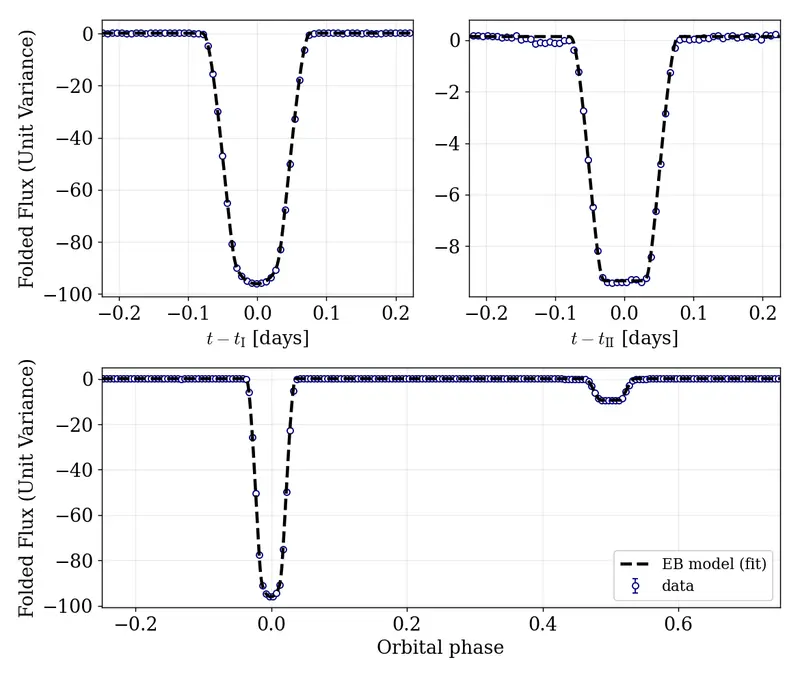 0
−20
−40
−60
−80
−100
Folded Flux (Unit Variance)
−0.2 −0.1 0.0 0.1 0.2
t − tI [days]
0
−2
−4
−6
−8
−0.2 −0.1 0.0 0.1 0.2
t − tII [days]
0
−20
−40
−60
−80
−100
Folded Flux (Unit Variance)
EB model (fit)
data
−0.2 0.0 0.2 0.4 0.6
Orbital phase